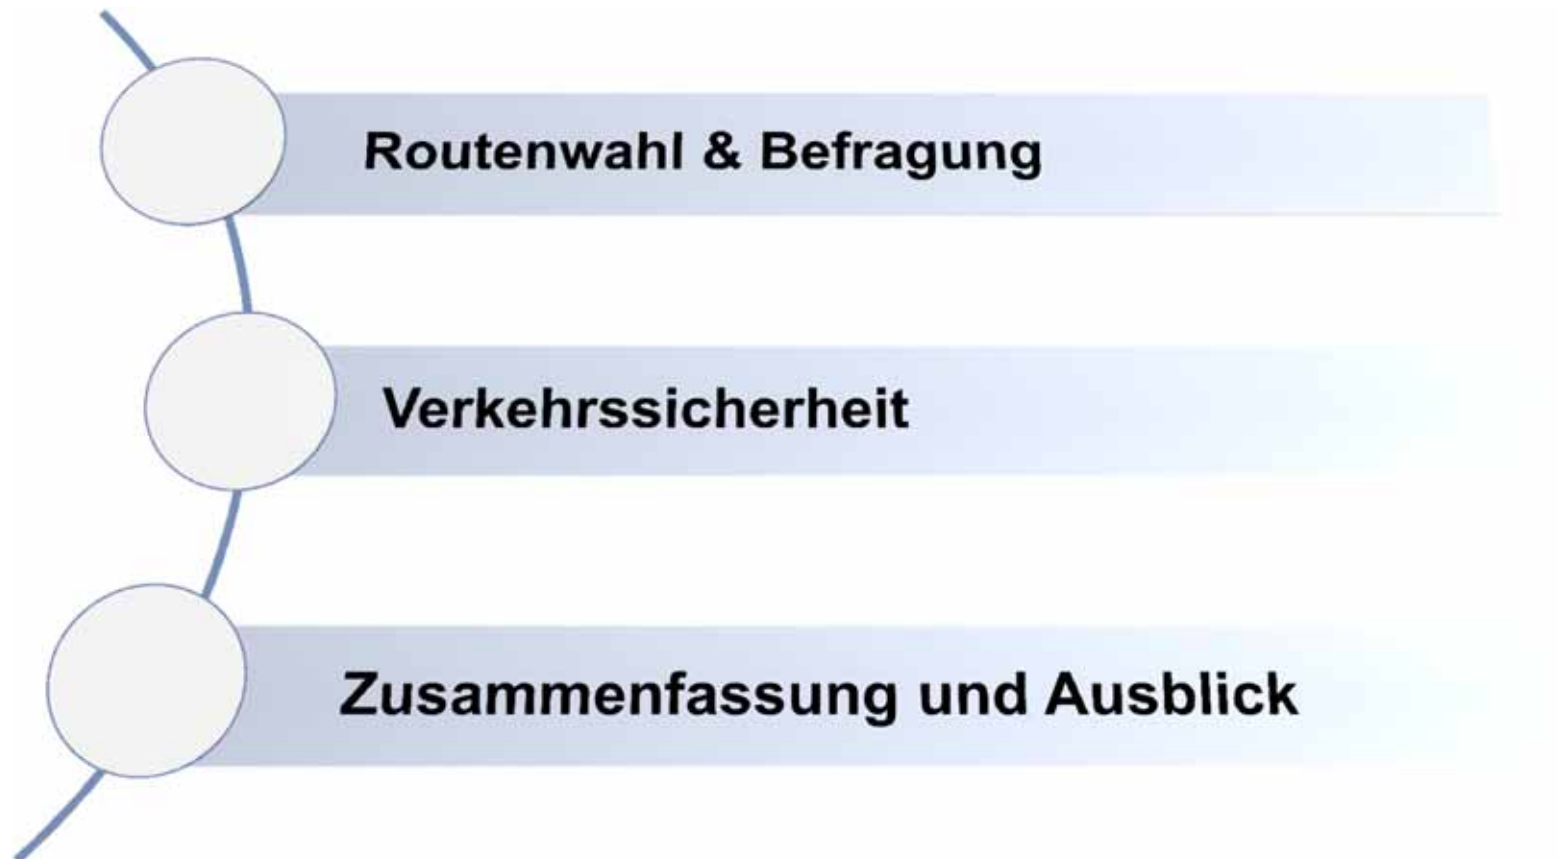 Routenwahl & Befragung
Verkehrssicherheit
Zusammenfassung und Ausblick